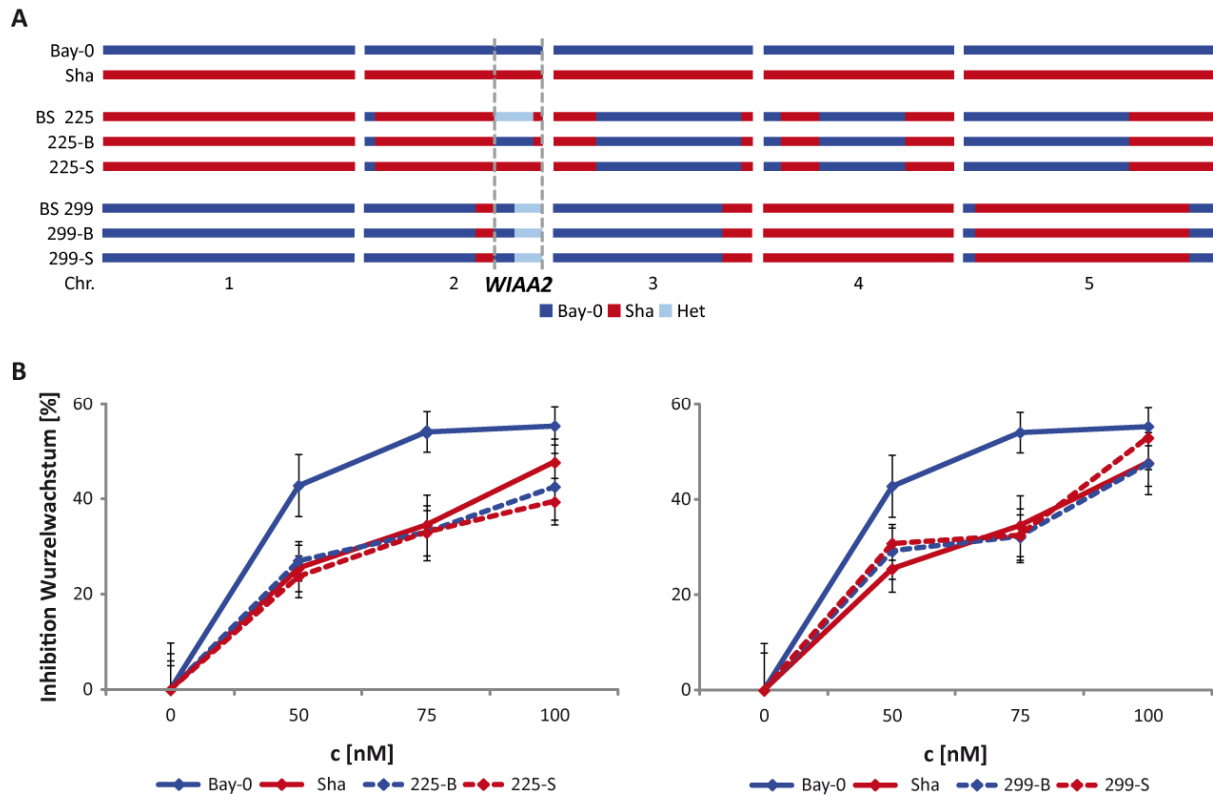 A
Bay-0
Sha
BS 225
225-B
225-S
BS 299
299-B
299-S
Chr. 1 2 WIAA2 3 4 5
Bay-0 Sha Het
B
Inhibition Wurzelwachstum [%]
60
40
20
0
0 50 75 100
c [nM]
Bay-0 Sha 225-B 225-S
60
40
20
0
0 50 75 100
c [nM]
Bay-0 Sha 299-B 299-S